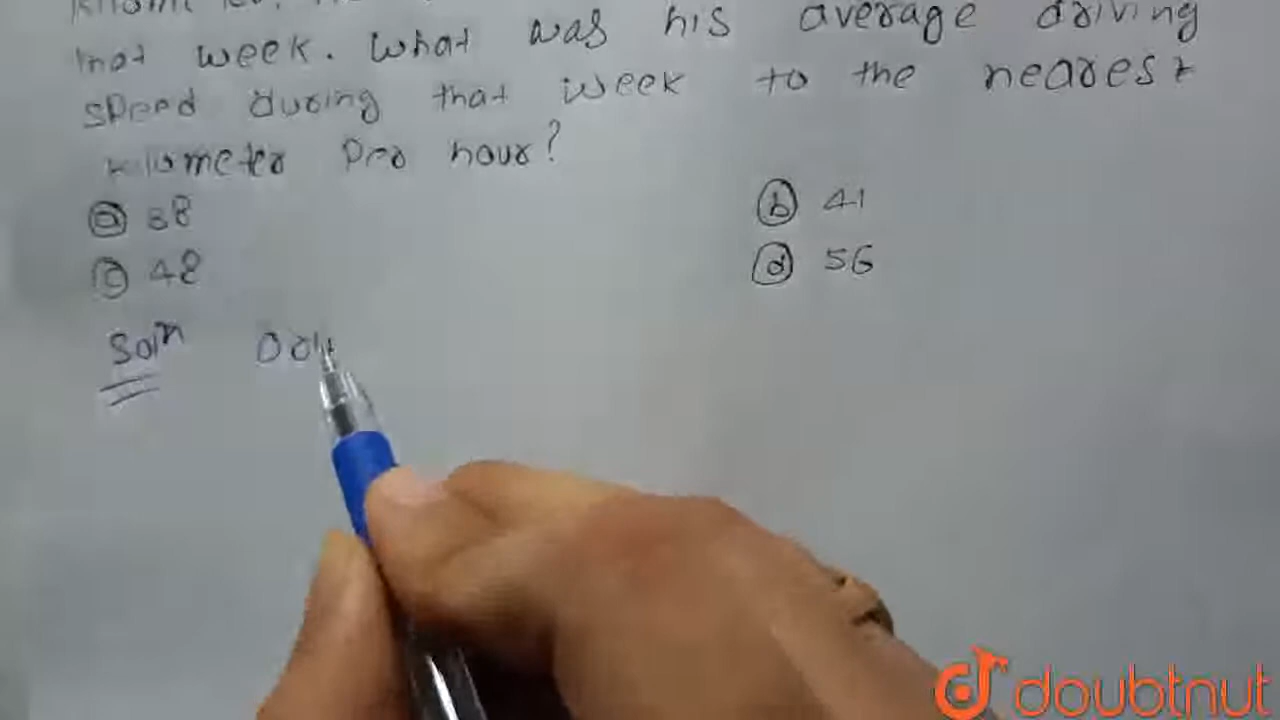 that week. What was his average driving
speed during that week to the nearest
kilometer per hour?
(a) 38 (b) 41
(c) 48 (d) 56
Soln
doubtnut